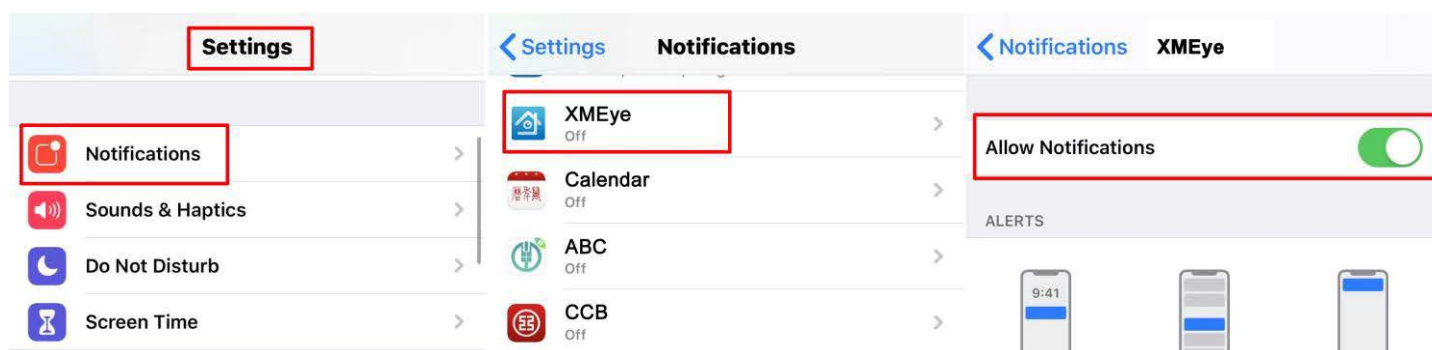 Settings
Notifications
Sounds & Haptics
Do Not Disturb
Screen Time
Settings
Notifications
XMEye
Off
Calendar
Off
ABC
Off
CCB
Off
Notifications
XMEye
Allow Notifications
ALERTS
9:41